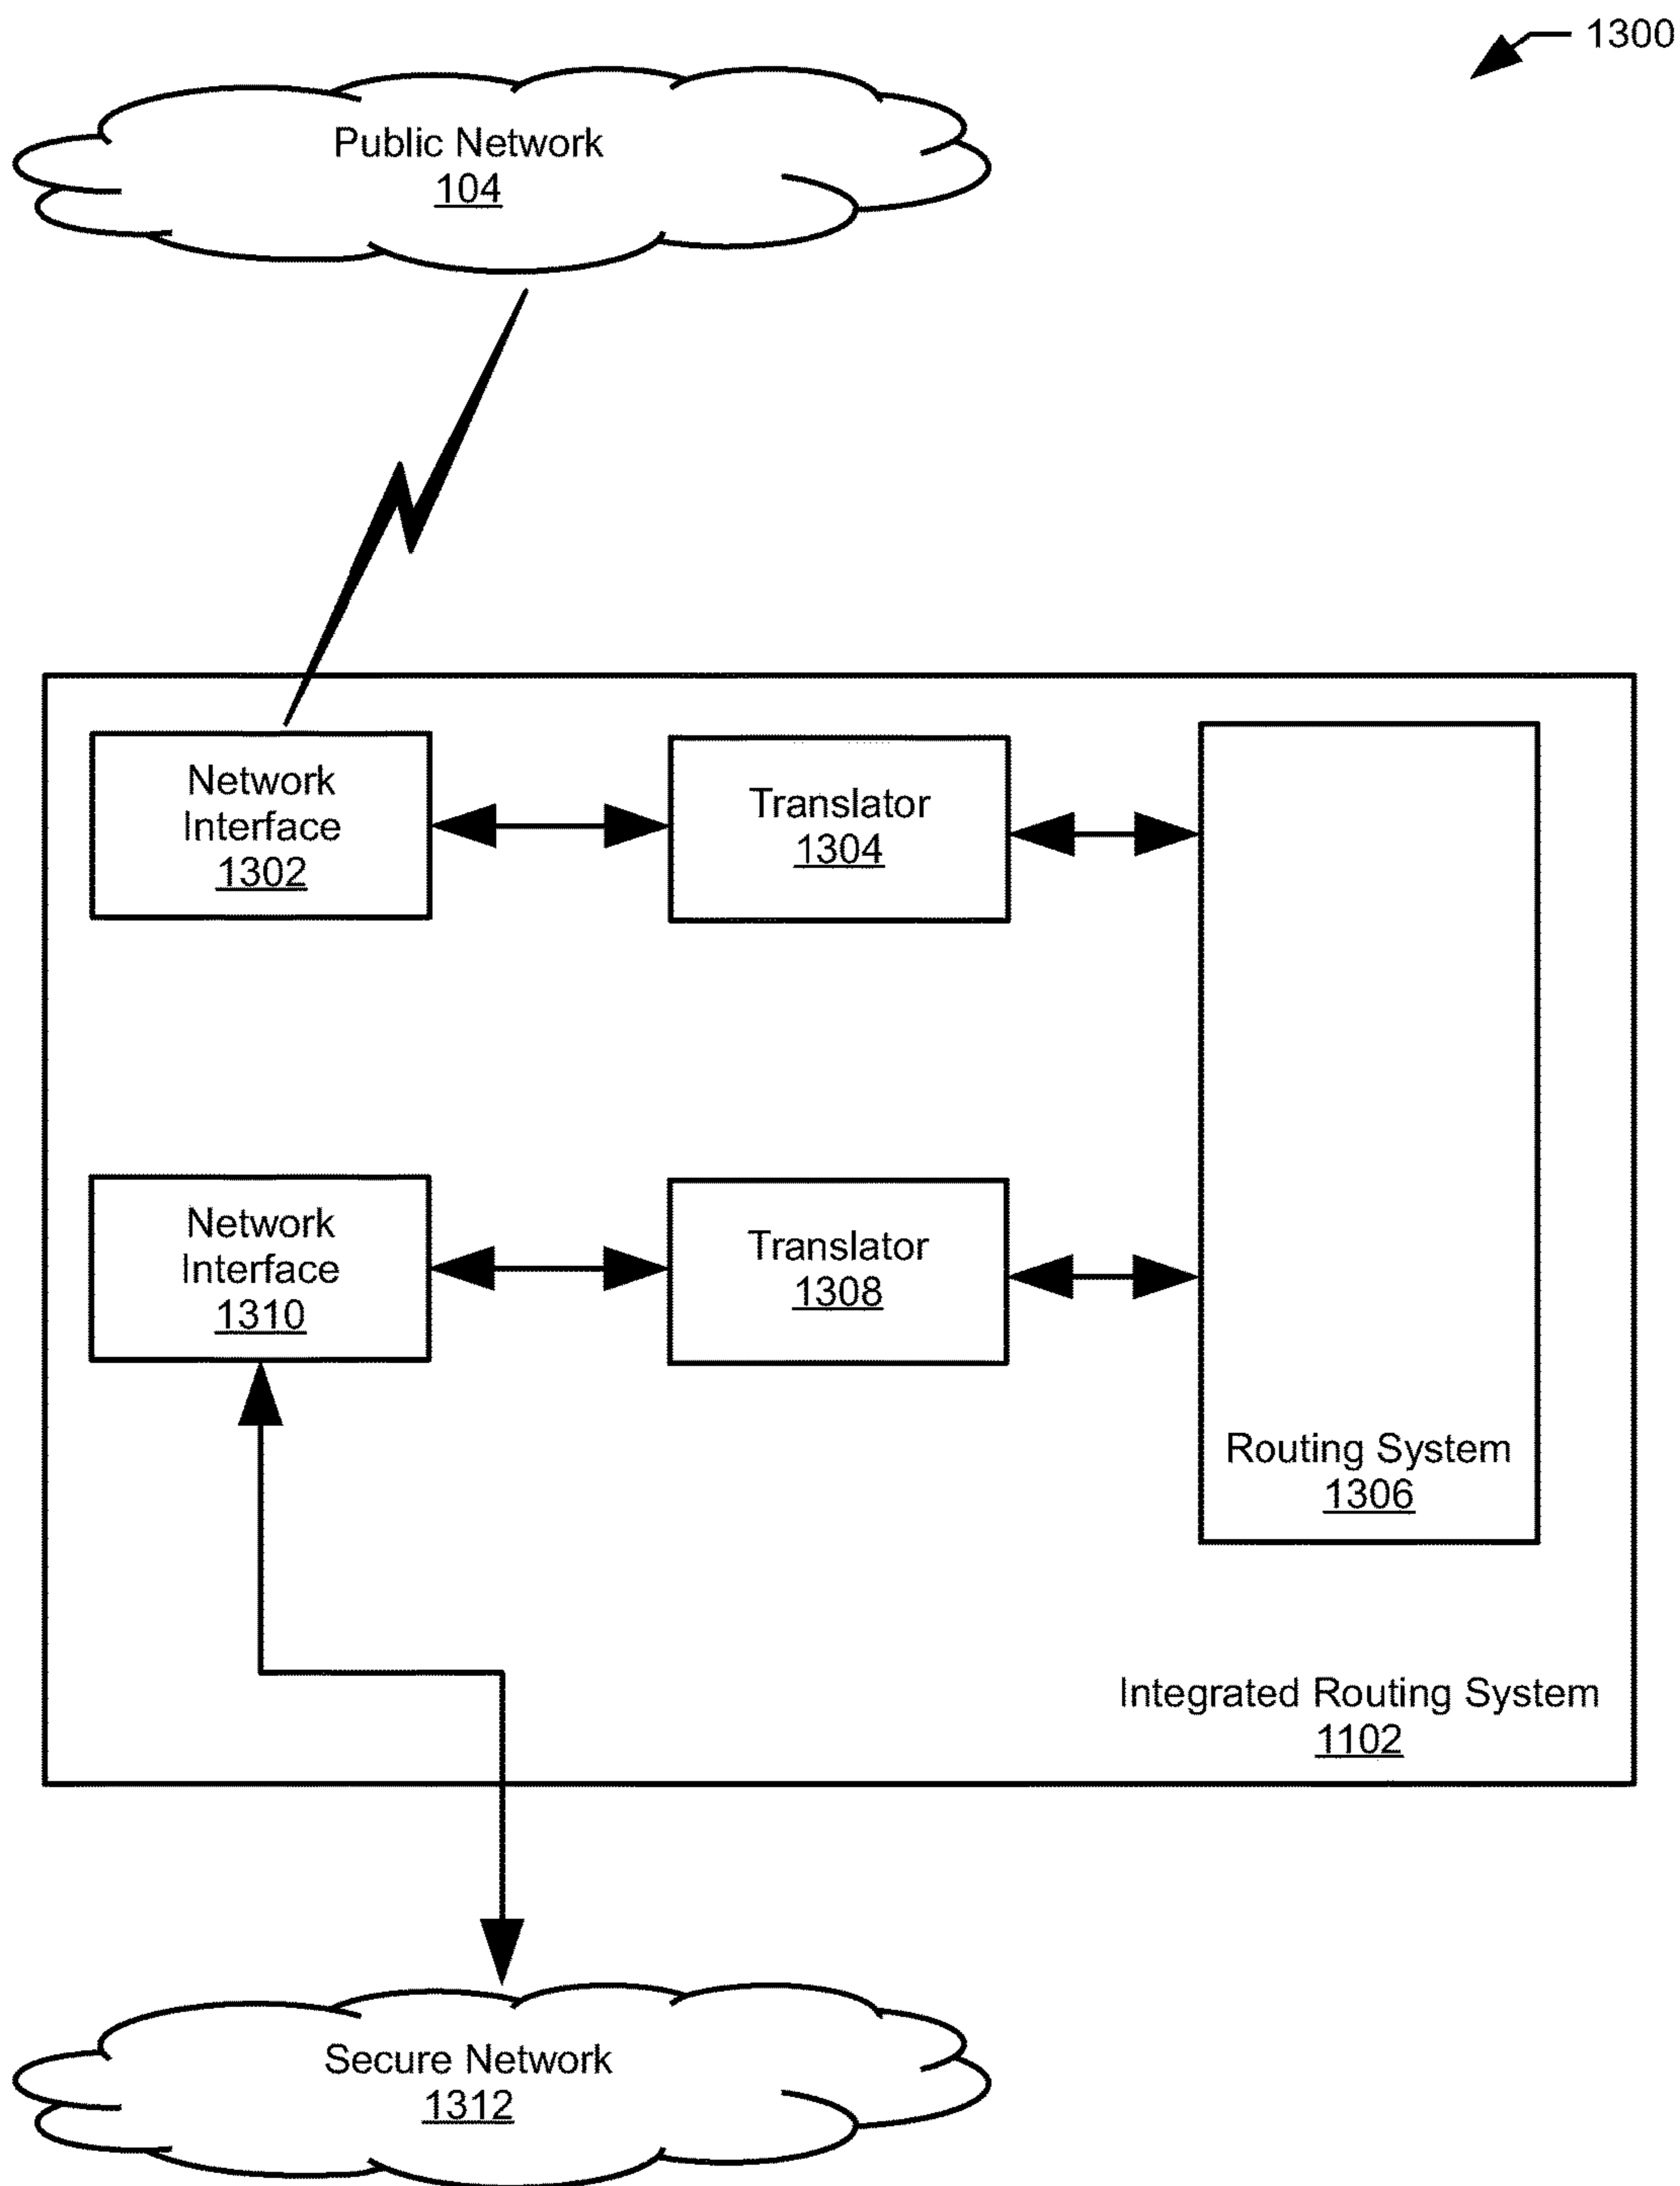 1300
Public Network
104
Network
Interface
1302
Translator
1304
Network
Interface
1310
Translator
1308
Routing System
1306
Integrated Routing System
1102
Secure Network
1312